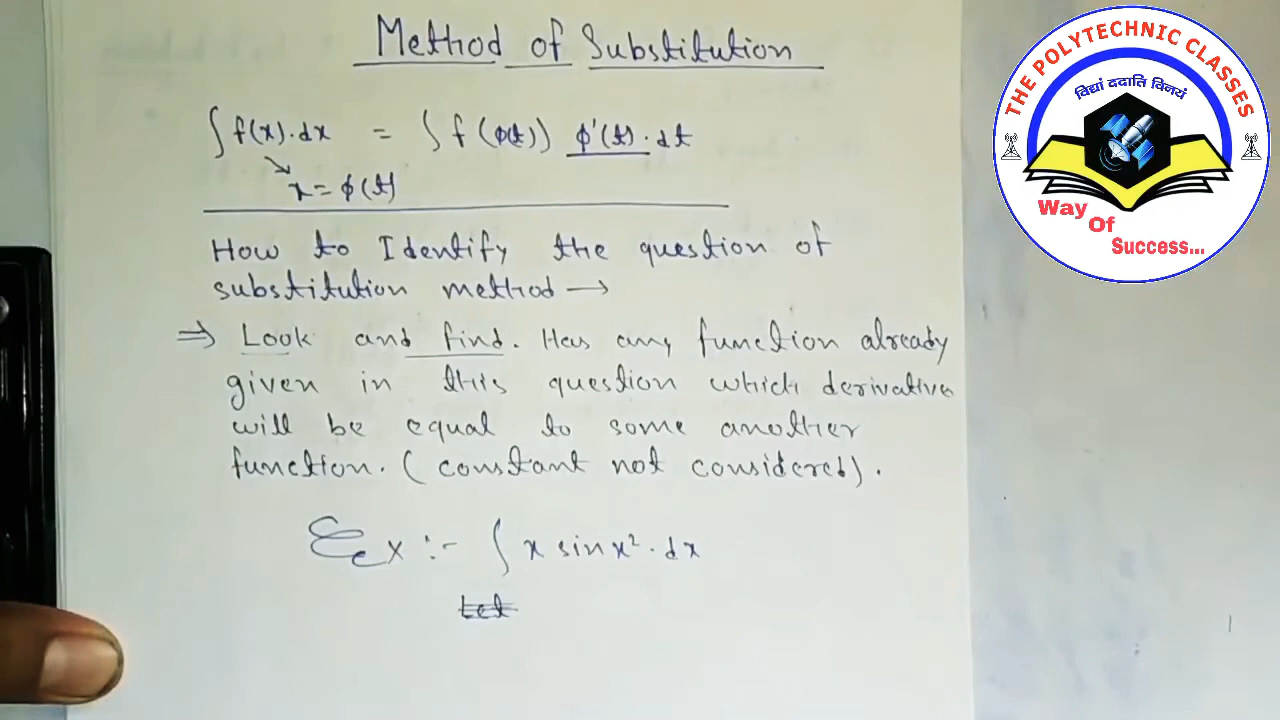 Method of Substitution
∫ f(x)·dx = ∫ f (ϕ(t)) ϕ'(t)·dt
x = ϕ(t)
How to Identify the question of
substitution method →
⇒ Look and find. Has any function already
given in this question which derivative
will be equal to some another
function. (constant not considered).
Ex :- ∫ x sin x²·dx
let
THE POLYTECHNIC CLASSES
विद्यां ददाति विनयं
Way
Of
Success...